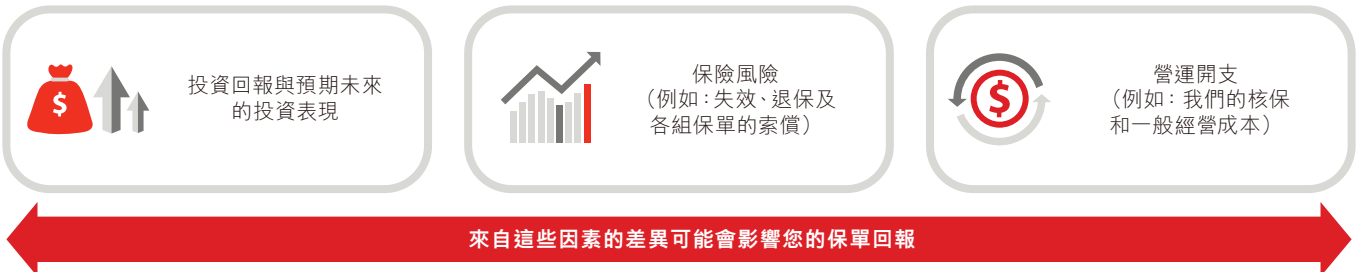 投資回報與預期未來
的投資表現
保險風險
（例如：失效、退保及
各組保單的索償）
營運開支
（例如：我們的核保
和一般經營成本）
來自這些因素的差異可能會影響您的保單回報
$
$